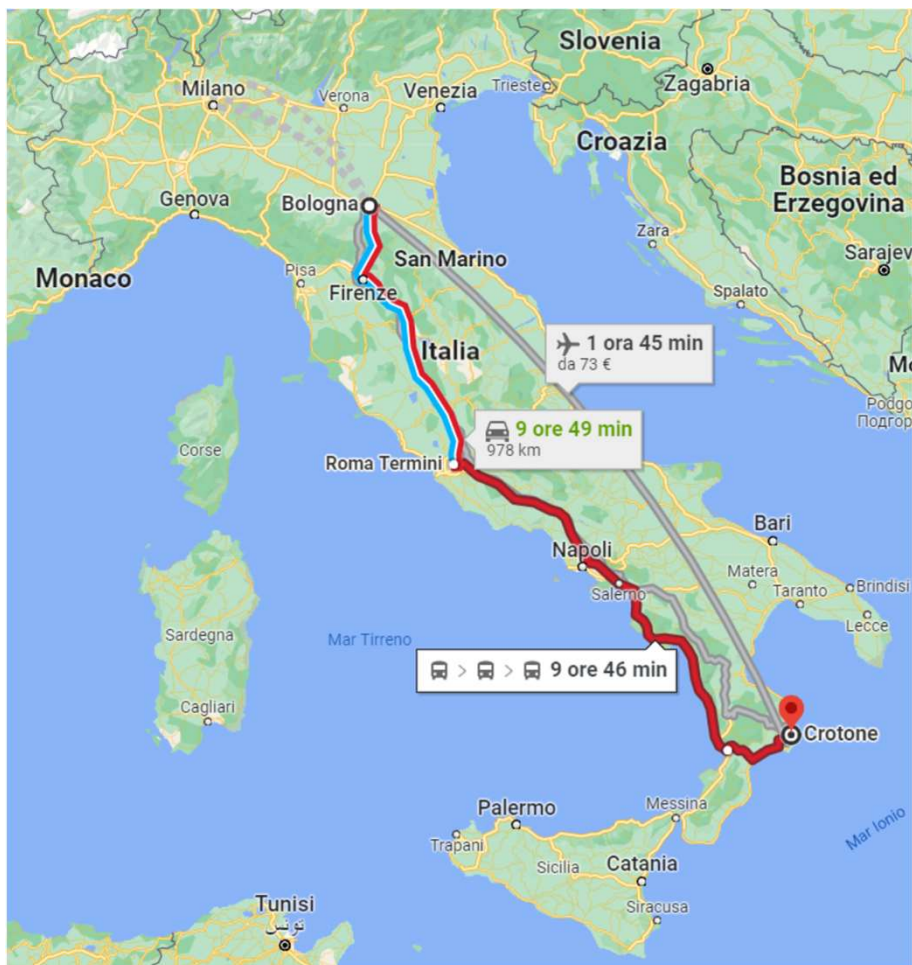 Slovenia
Milano
Verona
Venezia
Trieste
Zagabria
Croazia
Bosnia ed
Erzegovina
Genova
Bologna
Zara
Monaco
Pisa
San Marino
Sarajev
Firenze
Spalato
1 ora 45 min
da 73 €
Italia
Mo
Podgo
Подгор
Corse
9 ore 49 min
978 km
Roma Termini
Bari
Napoli
Matera
Brindisi
Salerno
Taranto
Lecce
Sardegna
Mar Tirreno
> > 9 ore 46 min
Cagliari
Crotone
Palermo
Messina
Trapani
Mar Ionio
Sicilia
Catania
Siracusa
Tunisi
تونس